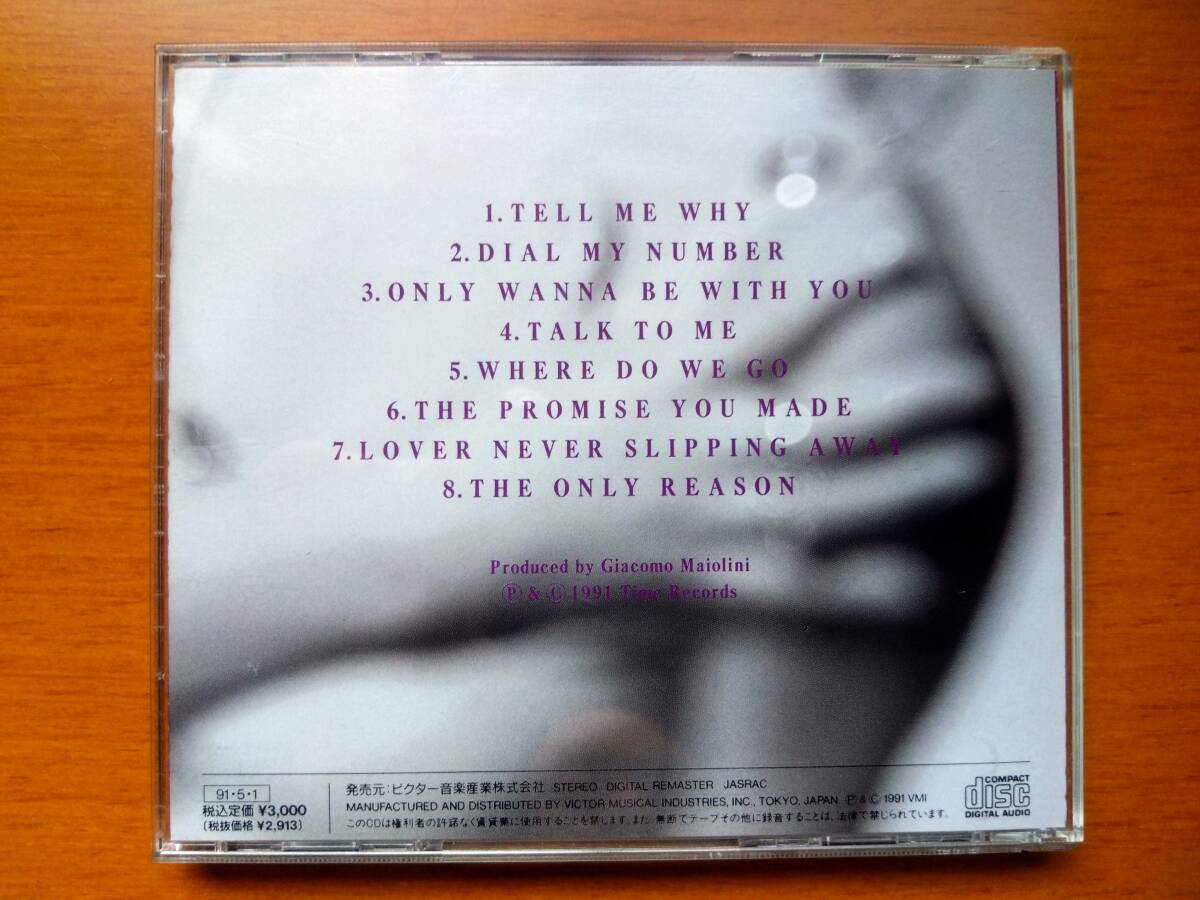 1.TELL ME WHY
2.DIAL MY NUMBER
3.ONLY WANNA BE WITH YOU
4.TALK TO ME
5.WHERE DO WE GO
6.THE PROMISE YOU MADE
7.LOVER NEVER SLIPPING AWAY
8.THE ONLY REASON
Produced by Giacomo Maiolini
Ⓟ & Ⓒ 1991 Time Records
91・5・1
税込定価 ¥3,000
(税抜価格 ¥2,913)
発売元:ビクター音楽産業株式会社 STEREO DIGITAL REMASTER JASRAC
MANUFACTURED AND DISTRIBUTED BY VICTOR MUSICAL INDUSTRIES, INC., TOKYO, JAPAN. Ⓟ & Ⓒ 1991 VMI
このCDは権利者の許諾なく賃貸業に使用することを禁じます。また、無断でテープその他に録音することは、法律で禁じられています。
COMPACT
disc
DIGITAL AUDIO